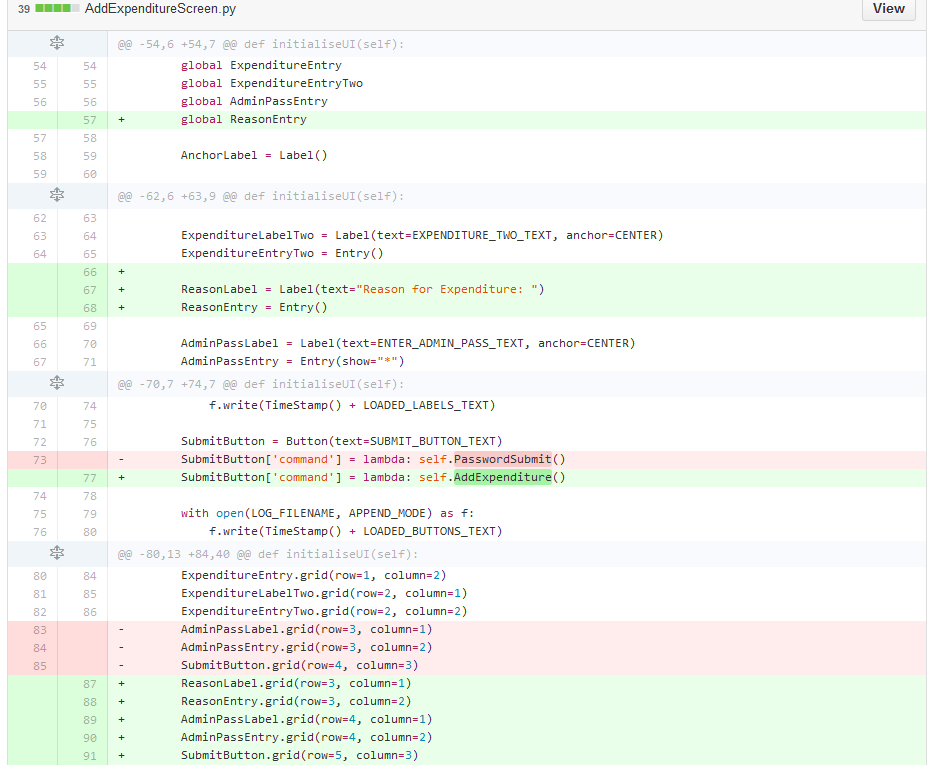 39 AddExpenditureScreen.py View
@@ -54,6 +54,7 @@ def initialiseUI(self):
54 54 global ExpenditureEntry
55 55 global ExpenditureEntryTwo
56 56 global AdminPassEntry
57 + global ReasonEntry
57 58
58 59 AnchorLabel = Label()
59 60
@@ -62,6 +63,9 @@ def initialiseUI(self):
62 63
63 64 ExpenditureLabelTwo = Label(text=EXPENDITURE_TWO_TEXT, anchor=CENTER)
64 65 ExpenditureEntryTwo = Entry()
66 +
67 + ReasonLabel = Label(text="Reason for Expenditure: ")
68 + ReasonEntry = Entry()
65 69
66 70 AdminPassLabel = Label(text=ENTER_ADMIN_PASS_TEXT, anchor=CENTER)
67 71 AdminPassEntry = Entry(show="*")
@@ -70,7 +74,7 @@ def initialiseUI(self):
70 74 f.write(TimeStamp() + LOADED_LABELS_TEXT)
71 75
72 76 SubmitButton = Button(text=SUBMIT_BUTTON_TEXT)
73 - SubmitButton['command'] = lambda: self.PasswordSubmit()
77 + SubmitButton['command'] = lambda: self.AddExpenditure()
74 78
75 79 with open(LOG_FILENAME, APPEND_MODE) as f:
76 80 f.write(TimeStamp() + LOADED_BUTTONS_TEXT)
@@ -80,13 +84,40 @@ def initialiseUI(self):
80 84 ExpenditureEntry.grid(row=1, column=2)
81 85 ExpenditureLabelTwo.grid(row=2, column=1)
82 86 ExpenditureEntryTwo.grid(row=2, column=2)
83 - AdminPassLabel.grid(row=3, column=1)
84 - AdminPassEntry.grid(row=3, column=2)
85 - SubmitButton.grid(row=4, column=3)
87 + ReasonLabel.grid(row=3, column=1)
88 + ReasonEntry.grid(row=3, column=2)
89 + AdminPassLabel.grid(row=4, column=1)
90 + AdminPassEntry.grid(row=4, column=2)
91 + SubmitButton.grid(row=5, column=3)